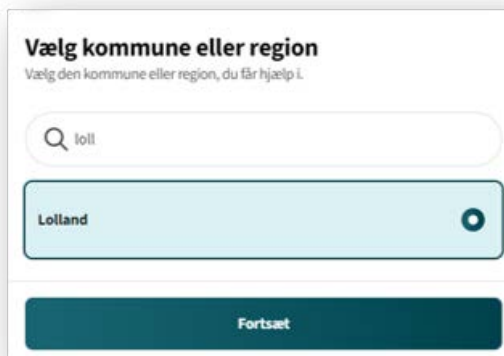 Vælg kommune eller region
Vælg den kommune eller region, du får hjælp i.
loll
Lolland
Fortsæt